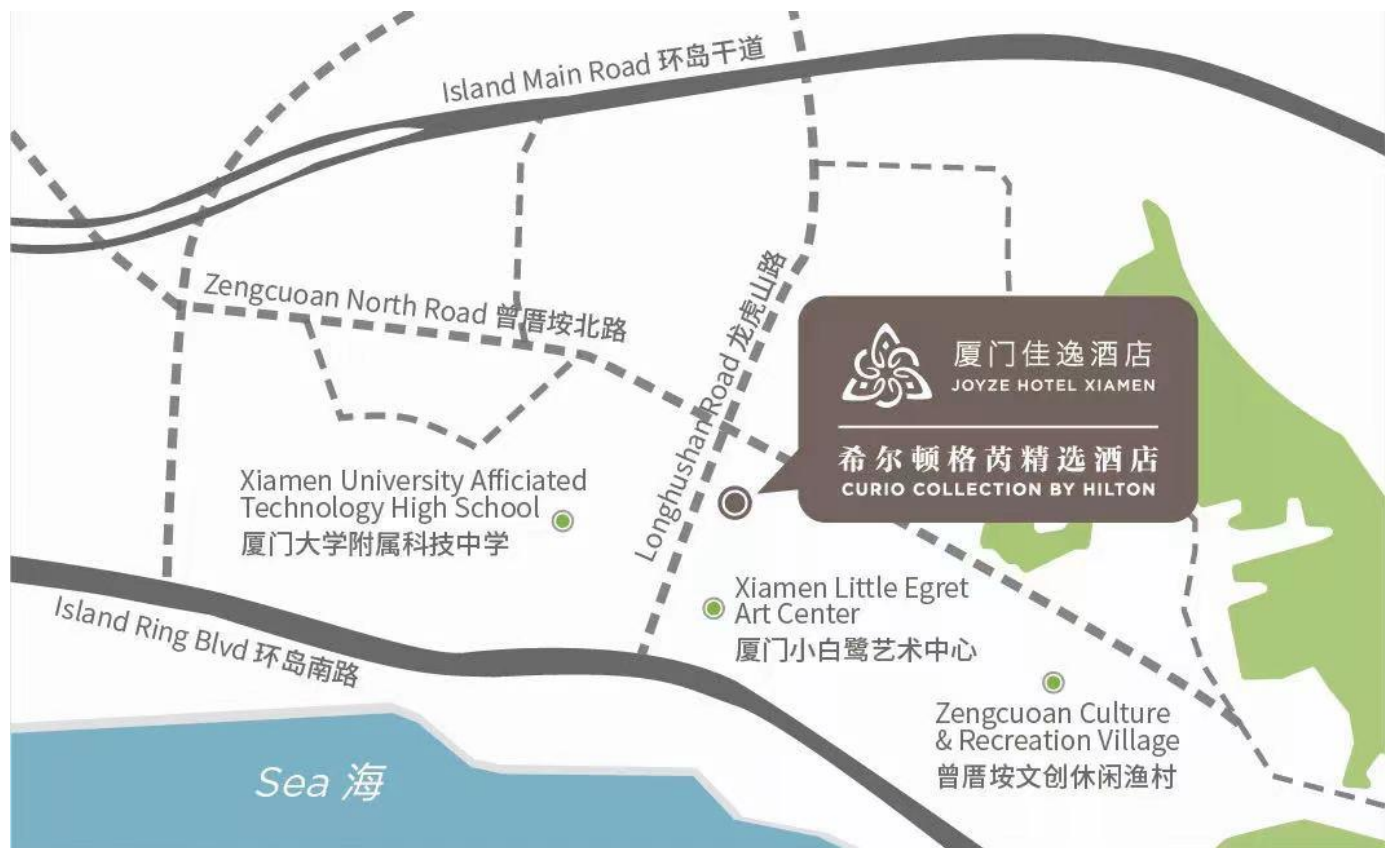 Island Main Road 环岛干道
Zengcuoan North Road 曾厝垵北路
Longhushan Road 龙虎山路
厦门佳逸酒店
JOYZE HOTEL XIAMEN
希尔顿格芮精选酒店
CURIO COLLECTION BY HILTON
Xiamen University Afficiated
Technology High School
厦门大学附属科技中学
Xiamen Little Egret
Art Center
厦门小白鹭艺术中心
Island Ring Blvd 环岛南路
Zengcuoan Culture
& Recreation Village
曾厝垵文创休闲渔村
Sea 海